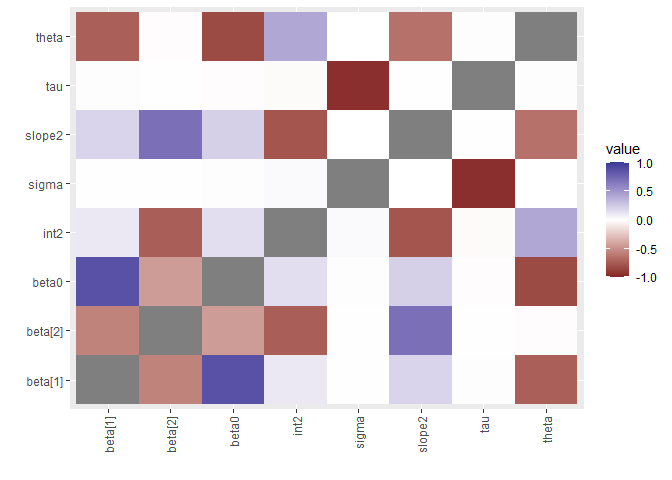 theta
tau
slope2
sigma
int2
beta0
beta[2]
beta[1]
beta[1]
beta[2]
beta0
int2
sigma
slope2
tau
theta
value
1.0
0.5
0.0
-0.5
-1.0